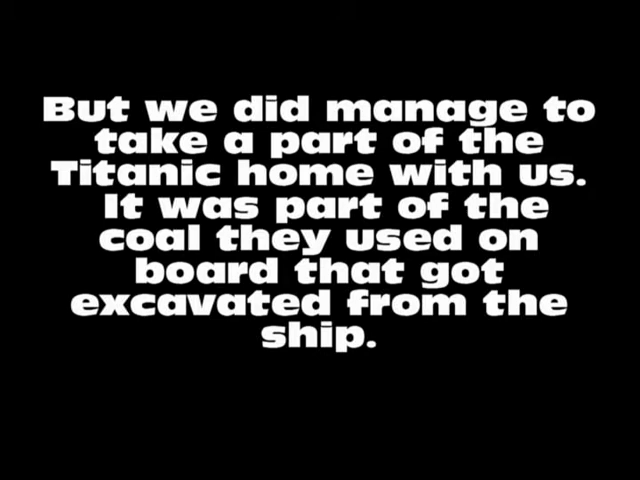 But we did manage to
take a part of the
Titanic home with us.
It was part of the
coal they used on
board that got
excavated from the
ship.